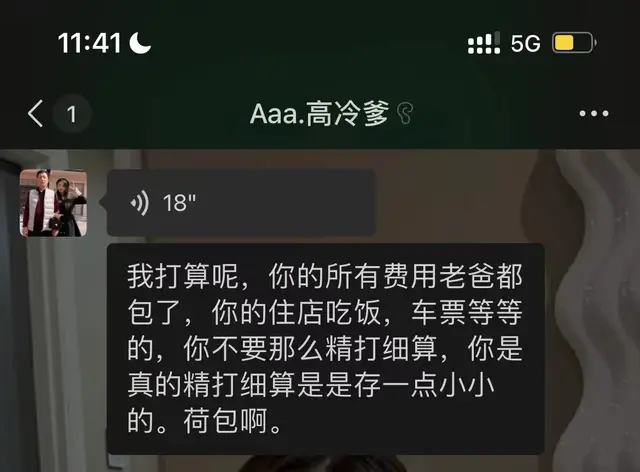 11:41
5G
1
Aaa.高冷爹
18"
我打算呢，你的所有费用老爸都
包了，你的住店吃饭，车票等等
的，你不要那么精打细算，你是
真的精打细算是是存一点小小
的。荷包啊。